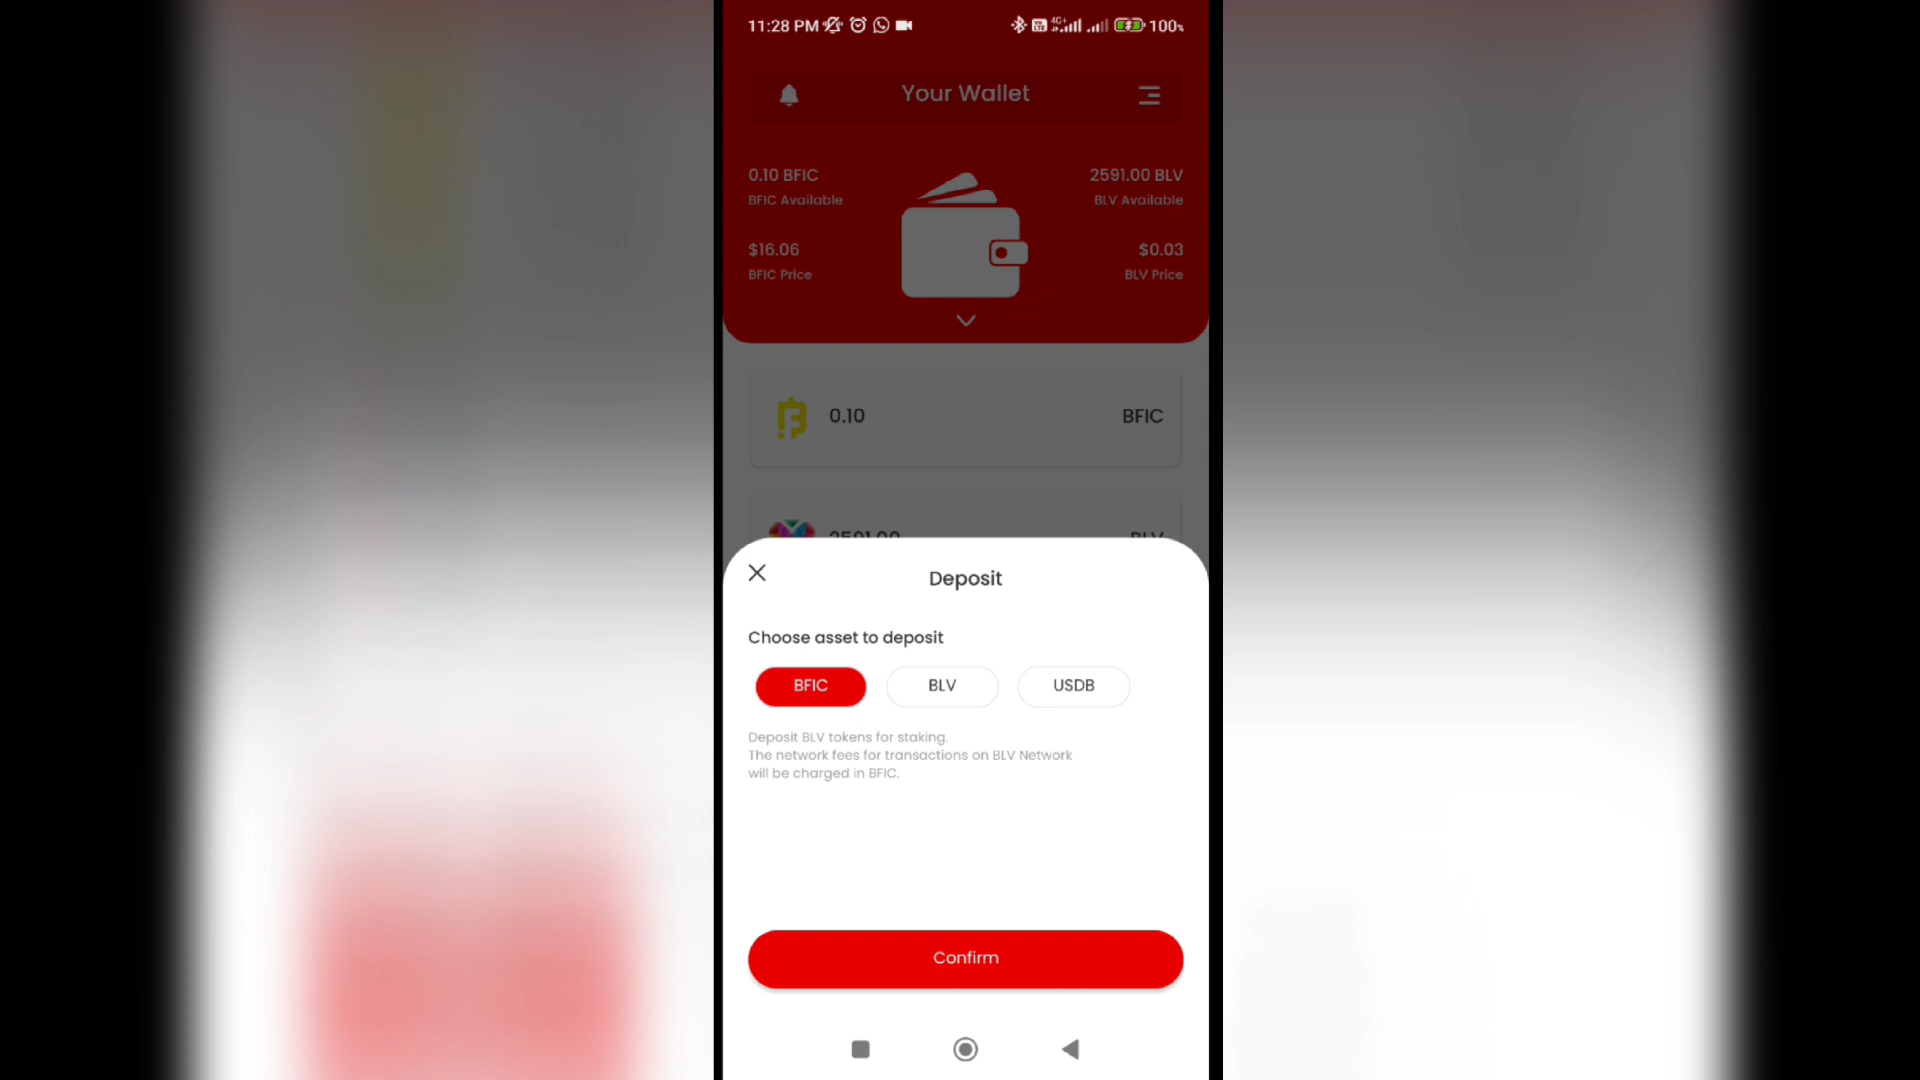 11:28 PM
4G+
100%
Your Wallet
0.10 BFIC
2591.00 BLV
BFIC Available
BLV Available
$16.06
$0.03
BFIC Price
BLV Price
0.10
BFIC
2591.00
BLV
Deposit
Choose asset to deposit
BFIC
BLV
USDB
Deposit BLV tokens for staking.
The network fees for transactions on BLV Network
will be charged in BFIC.
Confirm